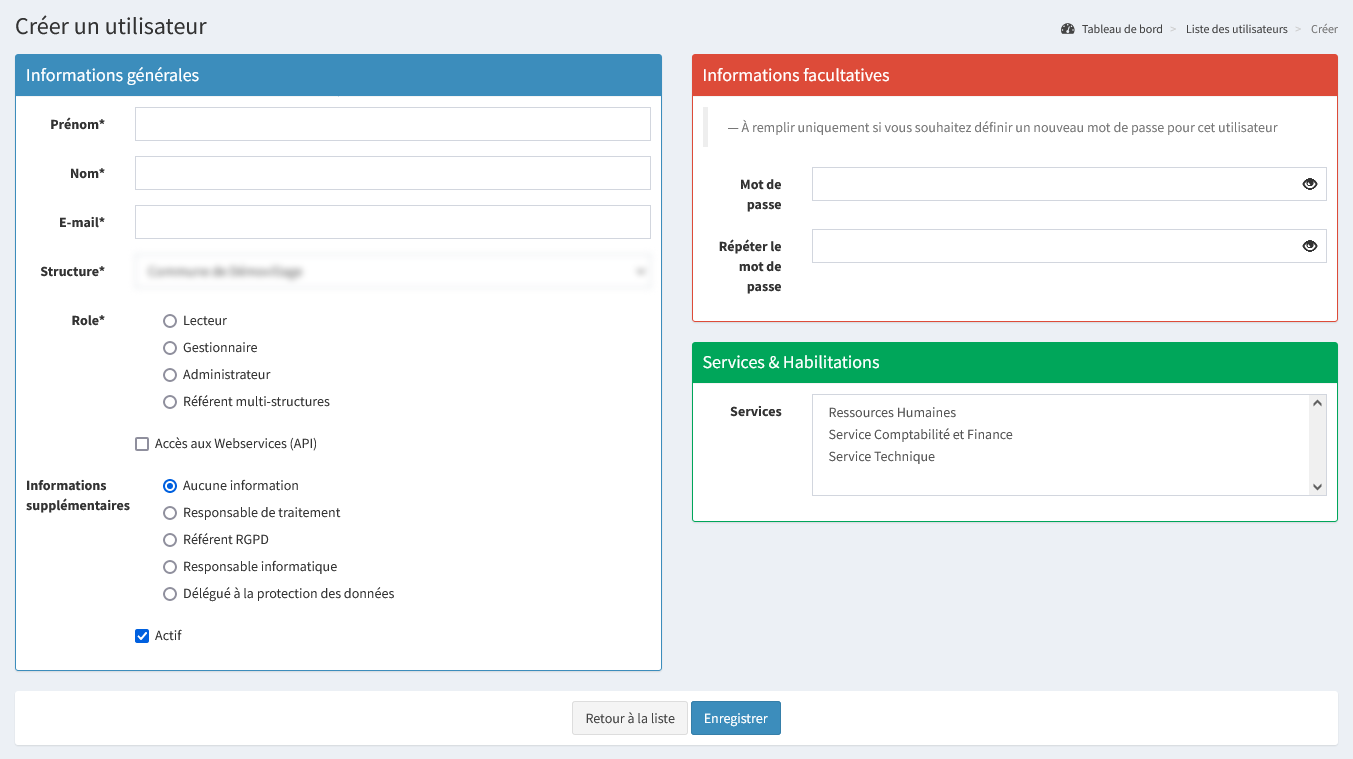 Créer un utilisateur
Tableau de bord > Liste des utilisateurs > Créer
Informations générales
Prénom*
Nom*
E-mail*
Structure*
Role*
Lecteur
Gestionnaire
Administrateur
Référent multi-structures
Accès aux Webservices (API)
Informations
supplémentaires
Aucune information
Responsable de traitement
Référent RGPD
Responsable informatique
Délégué à la protection des données
Actif
Informations facultatives
— À remplir uniquement si vous souhaitez définir un nouveau mot de passe pour cet utilisateur
Mot de
passe
Répéter le
mot de
passe
Services & Habilitations
Services
Ressources Humaines
Service Comptabilité et Finance
Service Technique
Retour à la liste
Enregistrer